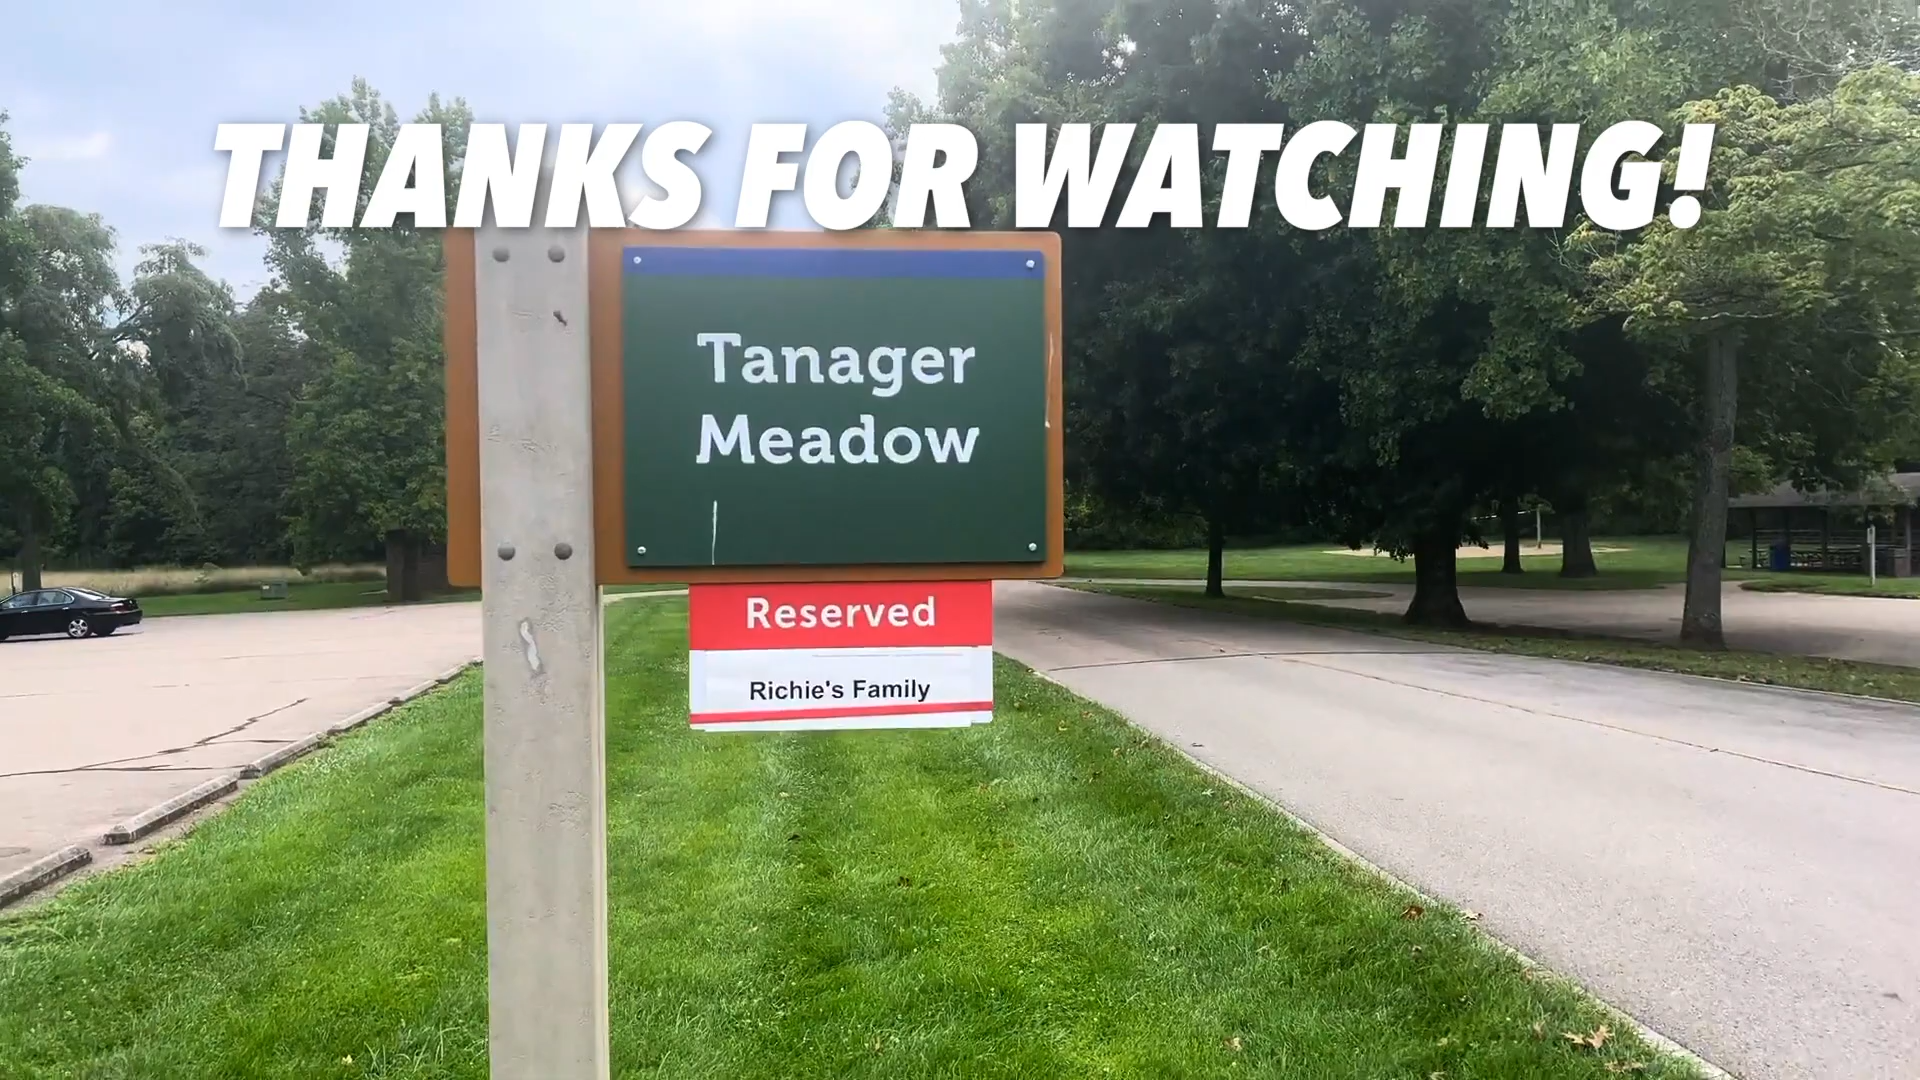 THANKS FOR WATCHING!
Tanager
Meadow
Reserved
Richie's Family